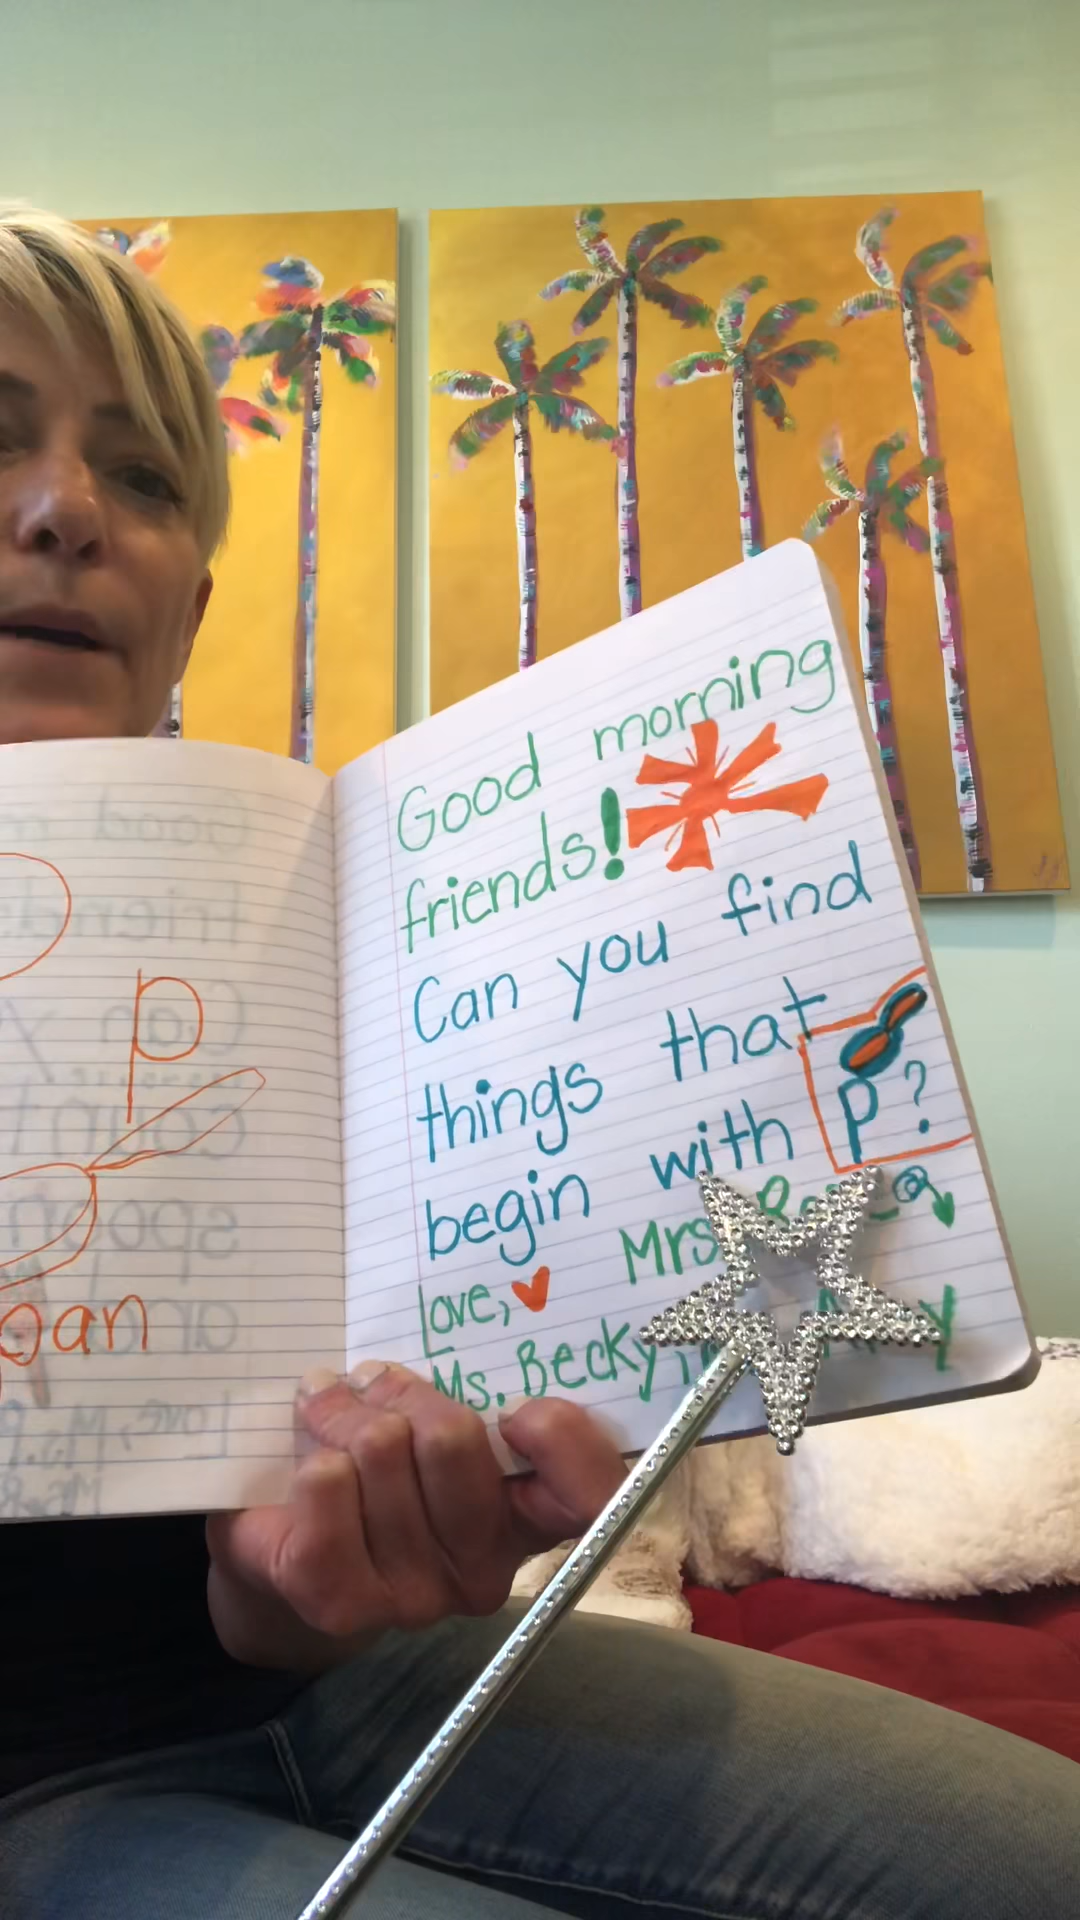 p
pan
Good morning
friends!
Can you find
things that
begin with p?
Love, Mrs.
Ms. Becky